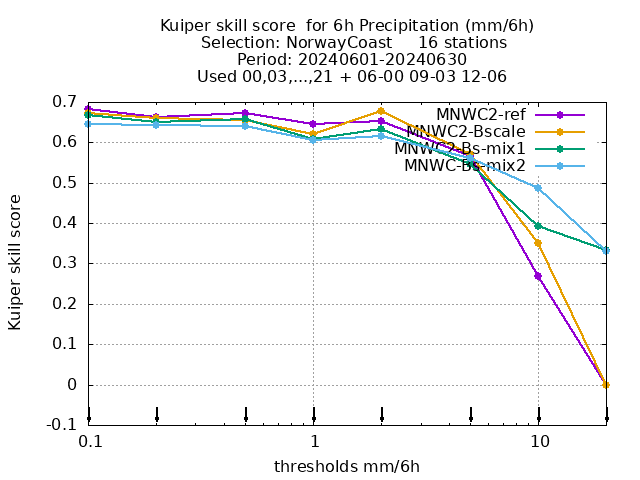 Kuiper skill score  for 6h Precipitation (mm/6h)
Selection: NorwayCoast     16 stations
Period: 20240601-20240630
Used 00,03,...,21 + 06-00 09-03 12-06
MNWC2-ref
MNWC2-Bscale
MNWC2-Bs-mix1
MNWC-Bs-mix2
Kuiper skill score
0.7
0.6
0.5
0.4
0.3
0.2
0.1
0
-0.1
0.1 1 10
thresholds mm/6h